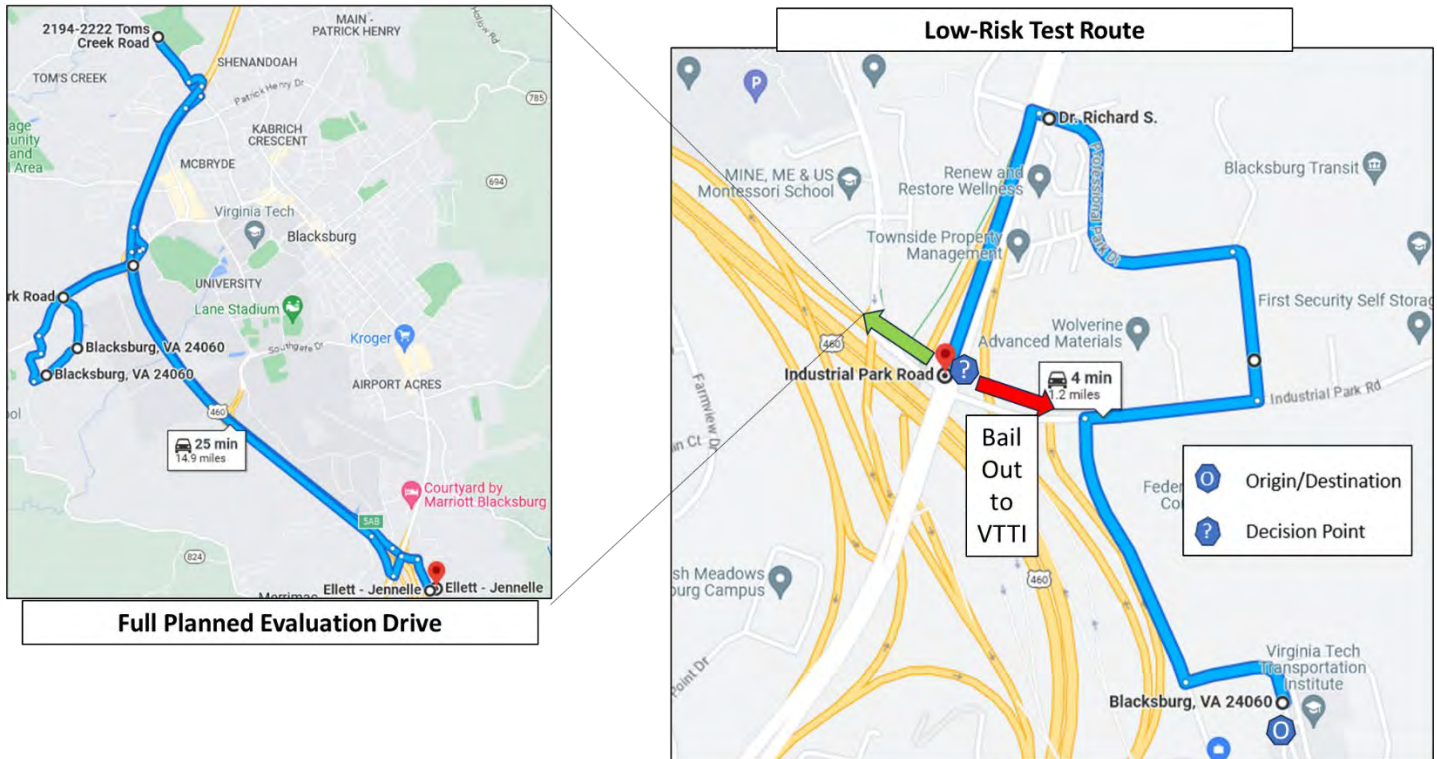 2194-2222 Toms
Creek Road
MAIN -
PATRICK HENRY
SHENANDOAH
TOM'S CREEK
Patrick Henry Dr
785
KABRICH
CRESCENT
MCBRYDE
694
Virginia Tech
Blacksburg
UNIVERSITY
Lane Stadium
Kroger
Southgate Dr
Blacksburg, VA 24060
Blacksburg, VA 24060
AIRPORT ACRES
460
25 min
14.9 miles
Courtyard by
Marriott Blacksburg
5AB
824
Ellett - Jennelle
Ellett - Jennelle
Merrimac
Full Planned Evaluation Drive
Low-Risk Test Route
P
Dr. Richard S.
MINE, ME & US
Montessori School
Renew and
Restore Wellness
Professional Park Dr
Blacksburg Transit
Townside Property
Management
First Security Self Storag
460
Wolverine
Advanced Materials
Industrial Park Road
?
4 min
1.2 miles
Industrial Park Rd
Farmview Dr
Bail
Out
to
VTTI
O Origin/Destination
? Decision Point
460
Point Dr
Virginia Tech
Transportation
Institute
Blacksburg, VA 24060
O